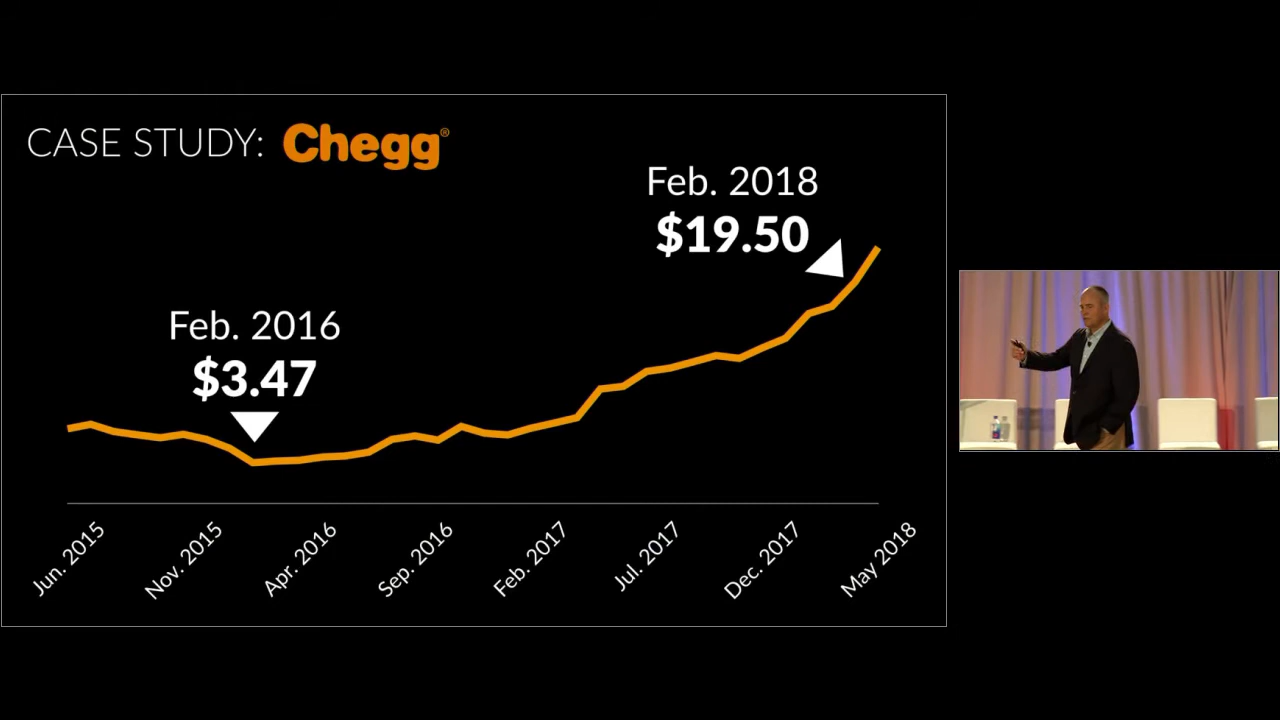 CASE STUDY: Chegg®
Feb. 2018
$19.50
Feb. 2016
$3.47
Jun. 2015
Nov. 2015
Apr. 2016
Sep. 2016
Feb. 2017
Jul. 2017
Dec. 2017
May 2018